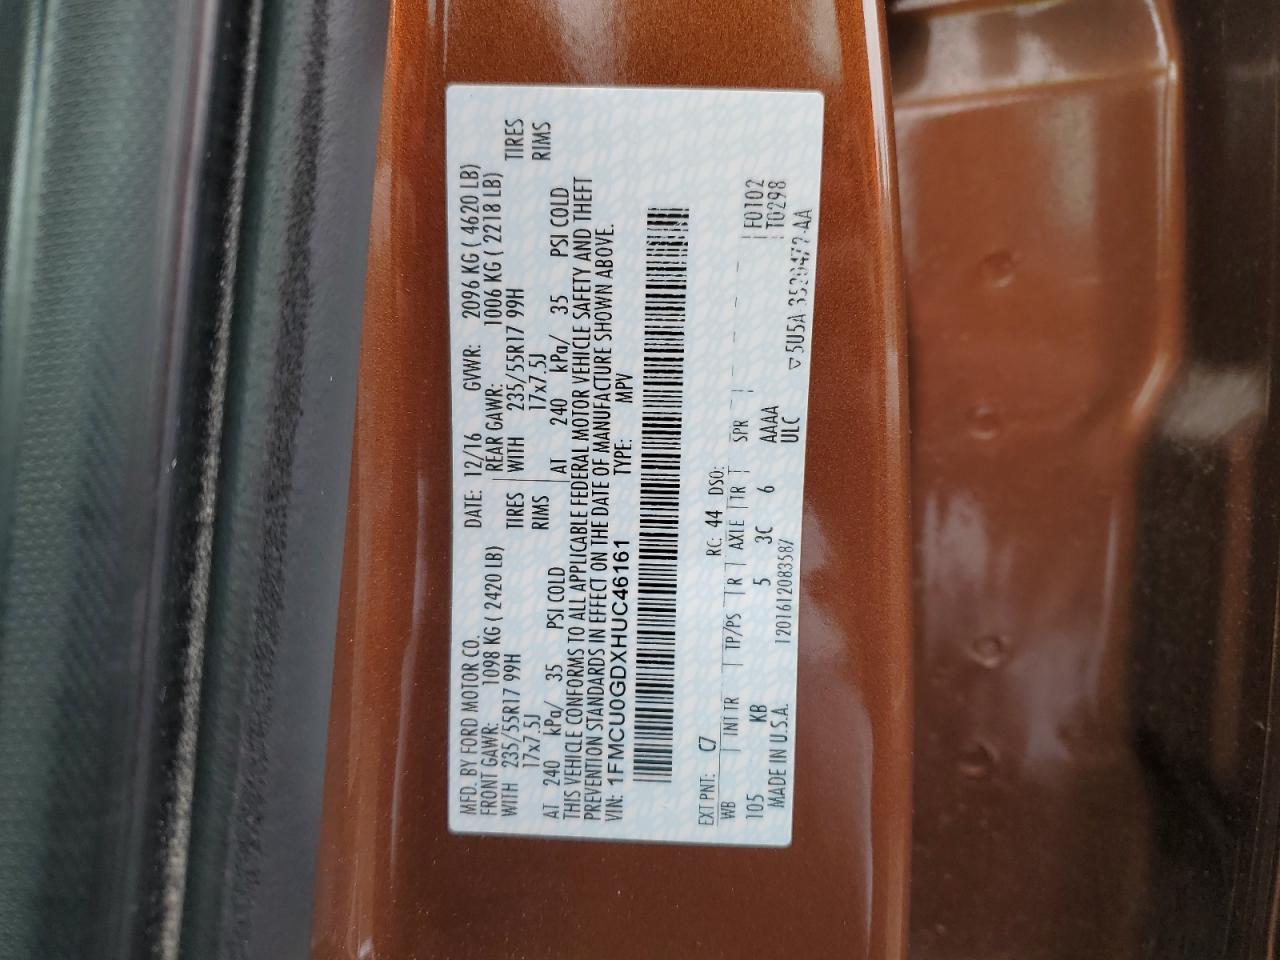 MFD. BY FORD MOTOR CO. DATE: 12/16 GVWR: 2096 KG ( 4620 LB)
FRONT GAWR: 1098 KG ( 2420 LB) REAR GAWR: 1006 KG ( 2218 LB)
WITH 235/55R17 99H TIRES WITH 235/55R17 99H TIRES
17x7.5J RIMS 17x7.5J RIMS
AT 240 kPa/ 35 PSI COLD AT 240 kPa/ 35 PSI COLD
THIS VEHICLE CONFORMS TO ALL APPLICABLE FEDERAL MOTOR VEHICLE SAFETY AND THEFT
PREVENTION STANDARDS IN EFFECT ON THE DATE OF MANUFACTURE SHOWN ABOVE.
VIN: 1FMCU0GDXHUC46161 TYPE: MPV
EXT PNT: C7 RC: 44 DSO:
WB INT TR TP/PS R AXLE TR SPR F0102
105 KB 5 3C 6 AAAA T0298
MADE IN U.S.A. 1201612083587 ULC
5U5A 3520472 AA